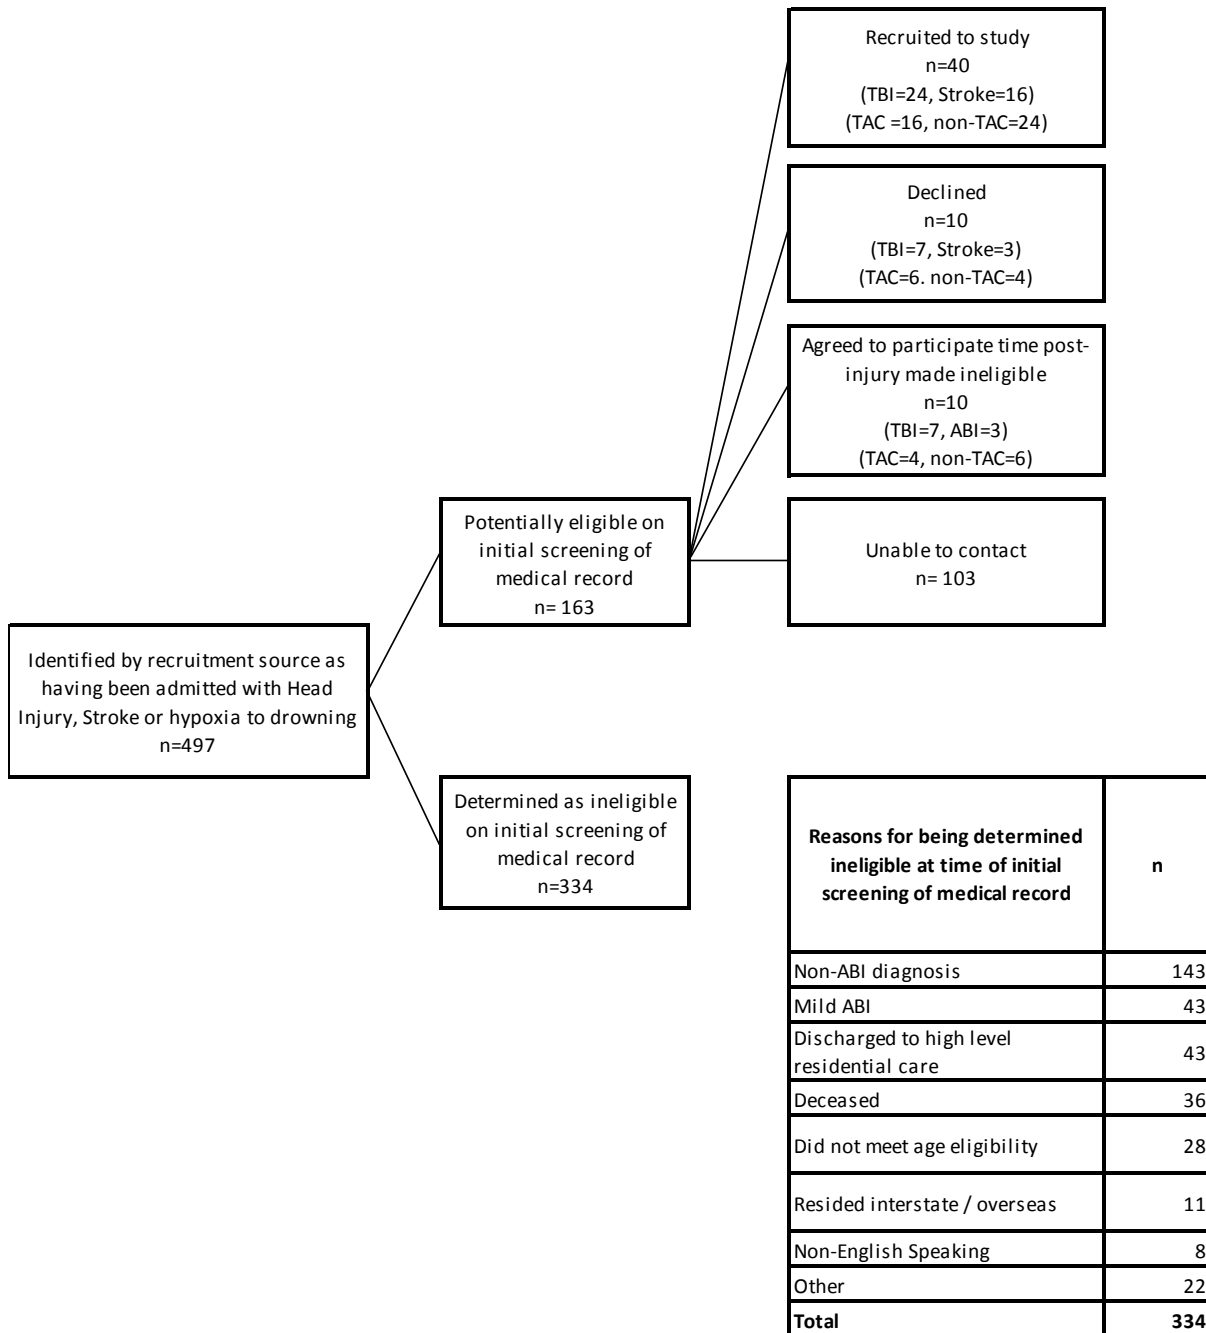 Recruited to study
n=40
(TBI=24, Stroke=16)
(TAC =16, non-TAC=24)
Declined
n=10
(TBI=7, Stroke=3)
(TAC=6. non-TAC=4)
Agreed to participate time post-
injury made ineligible
n=10
(TBI=7, ABI=3)
(TAC=4, non-TAC=6)
Potentially eligible on
initial screening of
medical record
n= 163
Unable to contact
n= 103
Identified by recruitment source as
having been admitted with Head
Injury, Stroke or hypoxia to drowning
n=497
Determined as ineligible
on initial screening of
medical record
n=334
Reasons for being determined
ineligible at time of initial
screening of medical record
n
Non-ABI diagnosis 143
Mild ABI 43
Discharged to high level
residential care 43
Deceased 36
Did not meet age eligibility 28
Resided interstate / overseas 11
Non-English Speaking 8
Other 22
Total 334